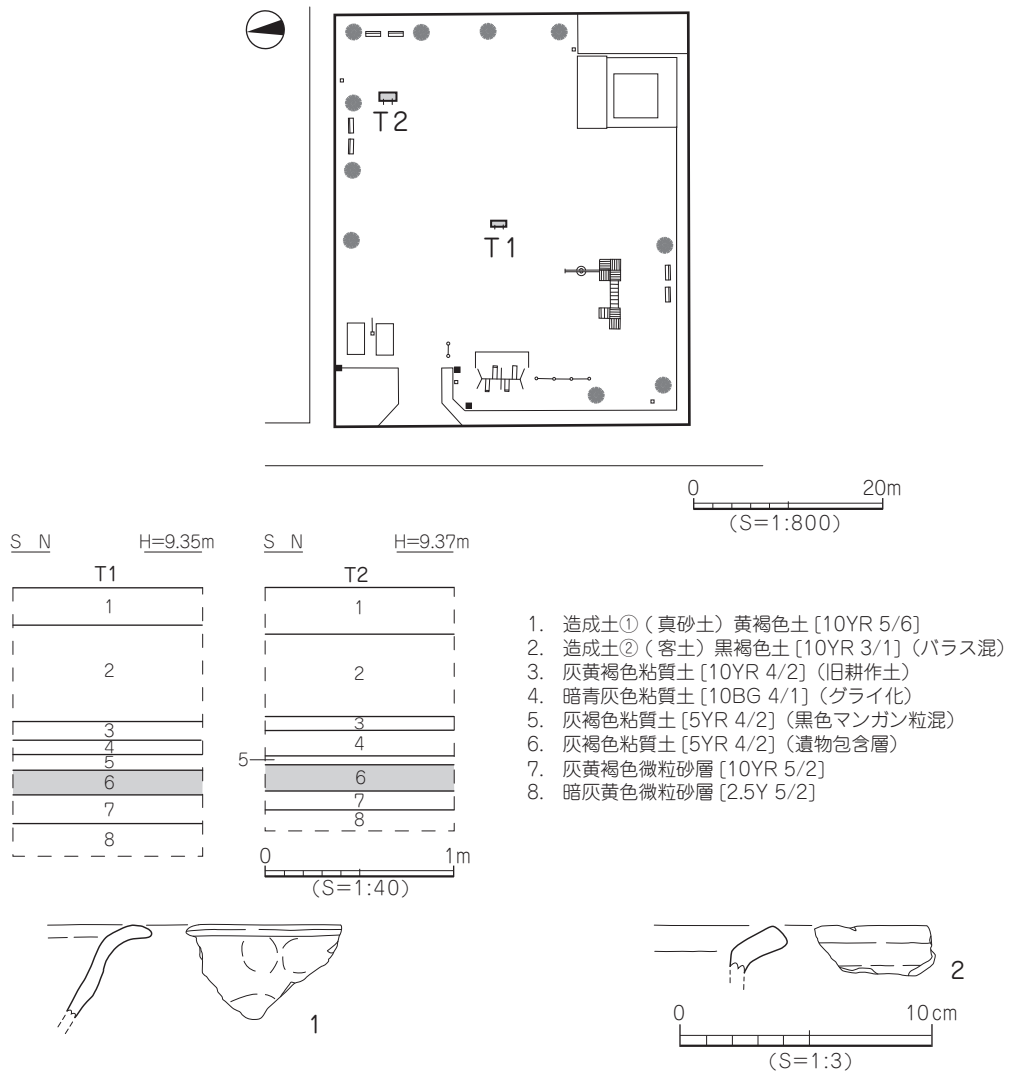 T2
T1
0 20m
(S=1:800)
S N H=9.35m
T1
1
2
3
4
5
6
7
8
S N H=9.37m
T2
1
2
3
4
5
6
7
8
0 1m
(S=1:40)
1. 造成土①(真砂土)黄褐色土 [10YR 5/6]
2. 造成土②(客土)黒褐色土 [10YR 3/1](バラス混)
3. 灰黄褐色粘質土 [10YR 4/2](旧耕作土)
4. 暗青灰色粘質土 [10BG 4/1](グライ化)
5. 灰褐色粘質土 [5YR 4/2](黒色マンガン粒混)
6. 灰褐色粘質土 [5YR 4/2](遺物包含層)
7. 灰黄褐色微粒砂層 [10YR 5/2]
8. 暗灰黄色微粒砂層 [2.5Y 5/2]
1
2
0 10cm
(S=1:3)